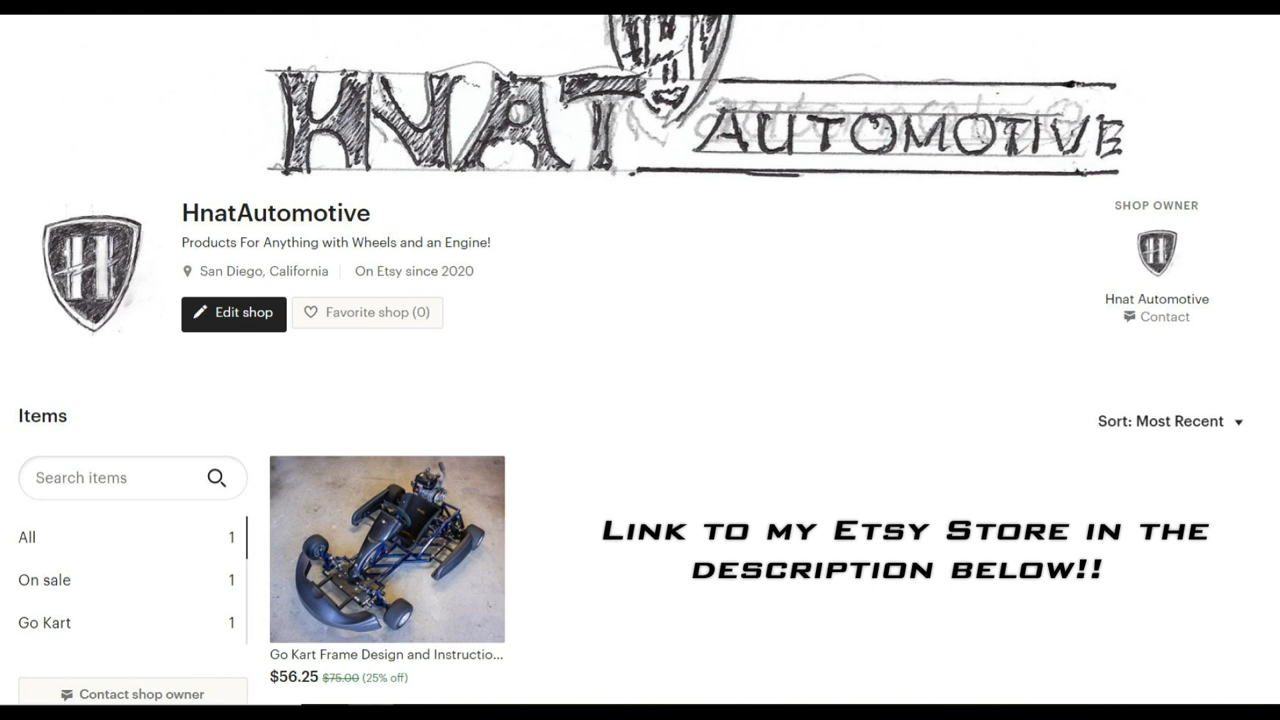 HNAT AUTOMOTIVE
HnatAutomotive
Products For Anything with Wheels and an Engine!
San Diego, California
On Etsy since 2020
Edit shop
Favorite shop (0)
SHOP OWNER
H
Hnat Automotive
Contact
Items
Sort: Most Recent
Search items
All 1
On sale 1
Go Kart 1
Contact shop owner
Go Kart Frame Design and Instructio...
$56.25 $75.00 (25% off)
LINK TO MY ETSY STORE IN THE
DESCRIPTION BELOW!!